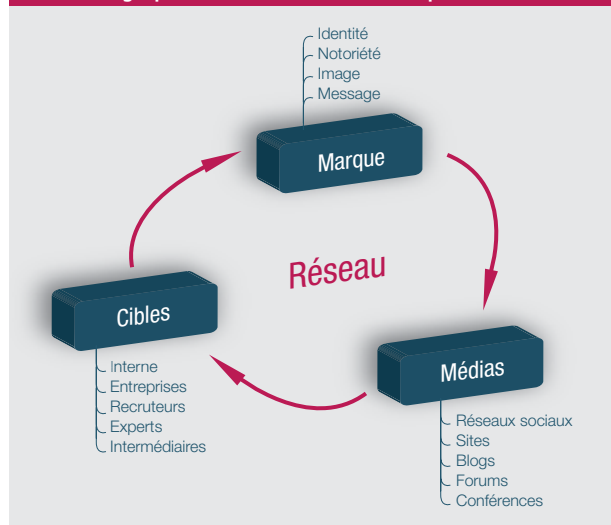 Identité
Notoriété
Image
Message
Marque
Réseau
Cibles
Interne
Entreprises
Recruteurs
Experts
Intermédiaires
Médias
Réseaux sociaux
Sites
Blogs
Forums
Conférences